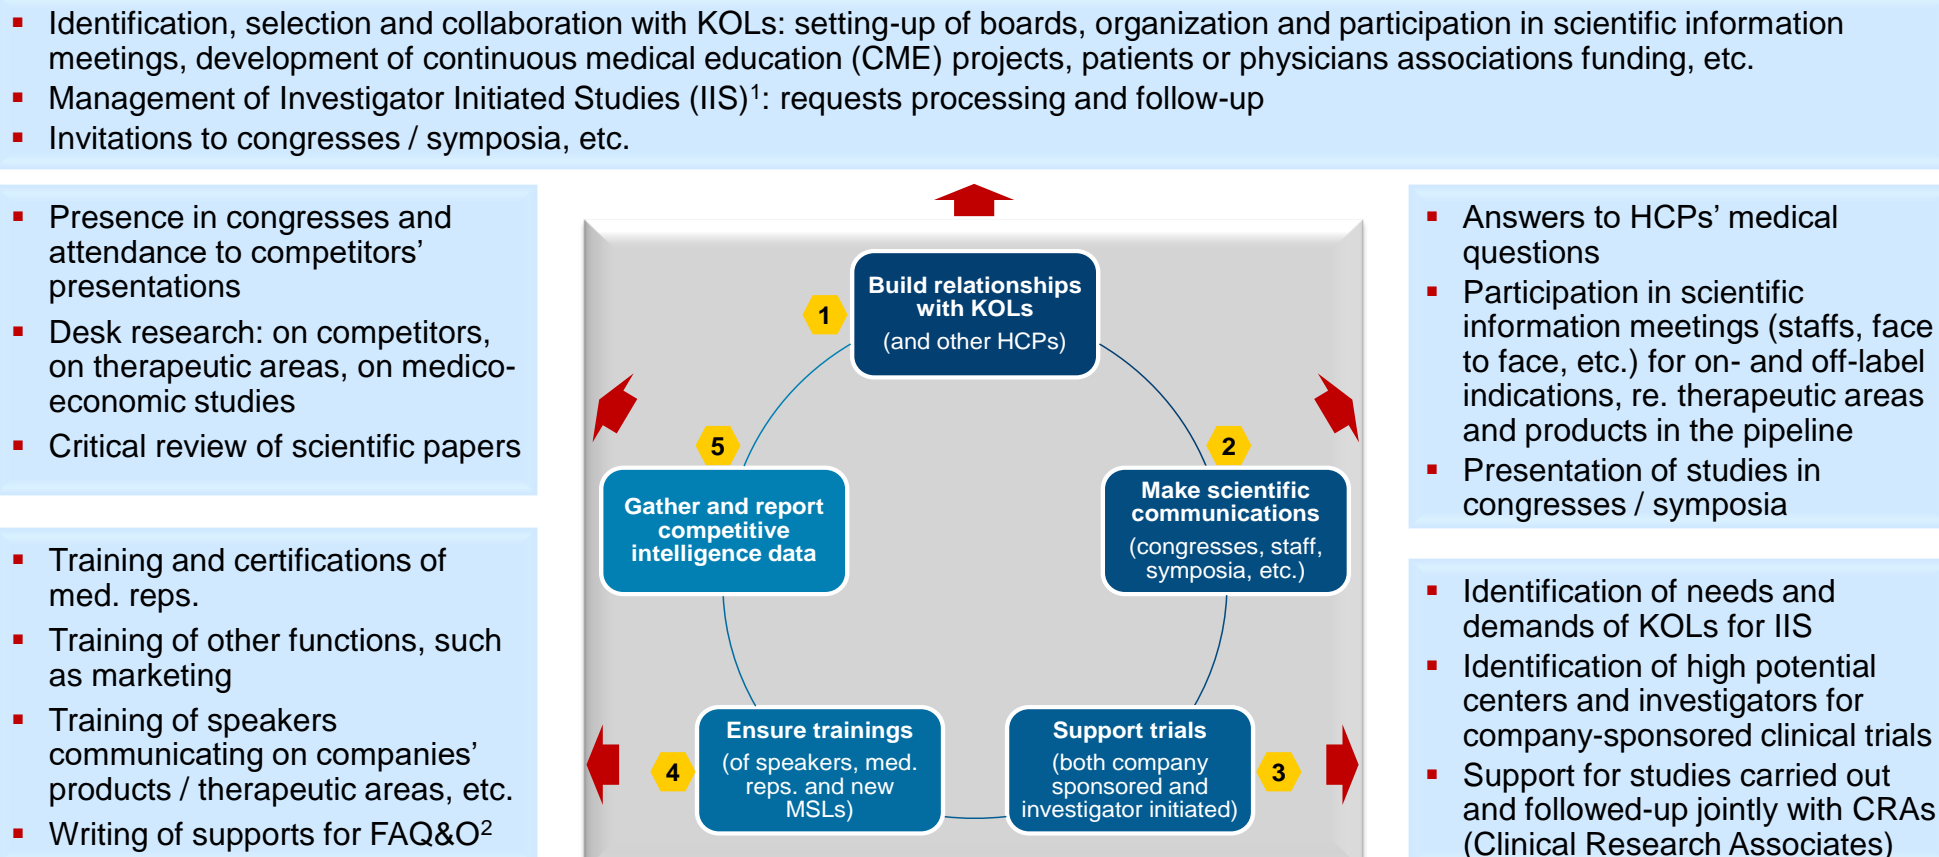 ▪ Identification, selection and collaboration with KOLs: setting-up of boards, organization and participation in scientific information
meetings, development of continuous medical education (CME) projects, patients or physicians associations funding, etc.
▪ Management of Investigator Initiated Studies (IIS)¹: requests processing and follow-up
▪ Invitations to congresses / symposia, etc.
▪ Presence in congresses and
attendance to competitors’
presentations
▪ Desk research: on competitors,
on therapeutic areas, on medico-
economic studies
▪ Critical review of scientific papers
▪ Training and certifications of
med. reps.
▪ Training of other functions, such
as marketing
▪ Training of speakers
communicating on companies’
products / therapeutic areas, etc.
▪ Writing of supports for FAQ&O²
1
Build relationships
with KOLs
(and other HCPs)
2
Make scientific
communications
(congresses, staff,
symposia, etc.)
3
Support trials
(both company
sponsored and
investigator initiated)
4
Ensure trainings
(of speakers, med.
reps. and new
MSLs)
5
Gather and report
competitive
intelligence data
▪ Answers to HCPs’ medical
questions
▪ Participation in scientific
information meetings (staffs, face
to face, etc.) for on- and off-label
indications, re. therapeutic areas
and products in the pipeline
▪ Presentation of studies in
congresses / symposia
▪ Identification of needs and
demands of KOLs for IIS
▪ Identification of high potential
centers and investigators for
company-sponsored clinical trials
▪ Support for studies carried out
and followed-up jointly with CRAs
(Clinical Research Associates)